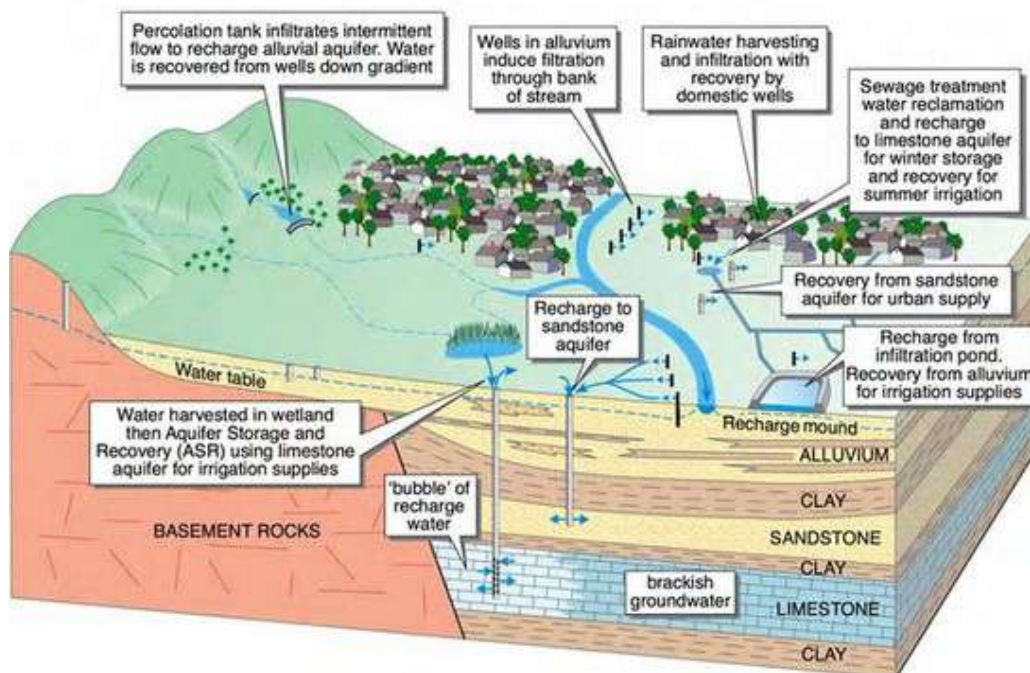 Percolation tank infiltrates intermittent
flow to recharge alluvial aquifer. Water
is recovered from wells down gradient
Wells in alluvium
induce filtration
through bank
of stream
Rainwater harvesting
and infiltration with
recovery by
domestic wells
Sewage treatment
water reclamation
and recharge
to limestone aquifer
for winter storage
and recovery for
summer irrigation
Recovery from sandstone
aquifer for urban supply
Recharge to
sandstone
aquifer
Recharge from
infiltration pond.
Recovery from alluvium
for irrigation supplies
Water table
Water harvested in wetland
then Aquifer Storage and
Recovery (ASR) using limestone
aquifer for irrigation supplies
Recharge mound
ALLUVIUM
'bubble' of
recharge
water
CLAY
BASEMENT ROCKS
SANDSTONE
CLAY
brackish
groundwater
LIMESTONE
CLAY